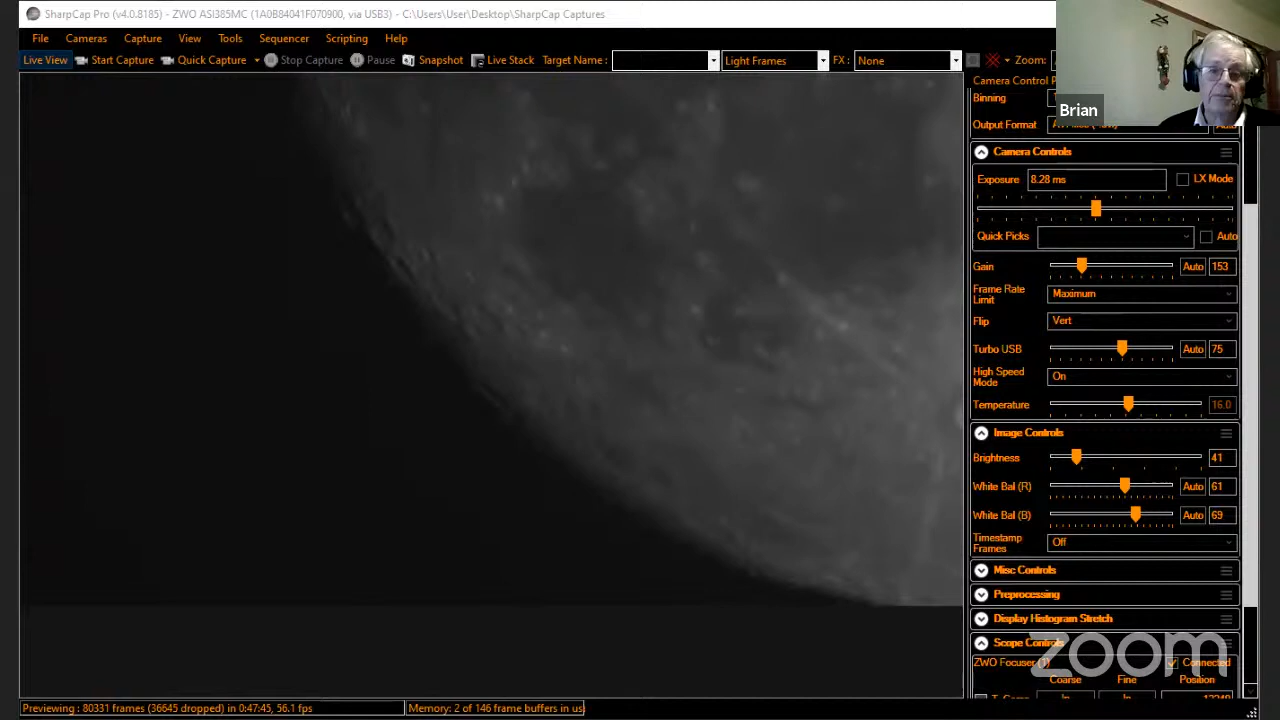 SharpCap Pro (v4.0.8185) - ZWO ASI385MC (1A0B84041F070900, via USB3) - C:\Users\User\Desktop\SharpCap Captures
File Cameras Capture View Tools Sequencer Scripting Help
Live View Start Capture Quick Capture Stop Capture Pause Snapshot Live Stack Target Name : Light Frames FX : None Zoom:
Camera Control P
Binning
Brian
Output Format
Camera Controls
Exposure 8.28 ms LX Mode
Quick Picks Auto
Gain Auto 153
Frame Rate Limit Maximum
Flip Vert
Turbo USB Auto 75
High Speed Mode On
Temperature 16.0
Image Controls
Brightness 41
White Bal (R) Auto 61
White Bal (B) Auto 69
Timestamp Frames Off
Misc Controls
Preprocessing
Display Histogram Stretch
Scope Controls
zoom
ZWO Focuser (1) Connected
Coarse Fine Position
Previewing : 80331 frames (36645 dropped) in 0:47:45, 56.1 fps Memory: 2 of 146 frame buffers in us